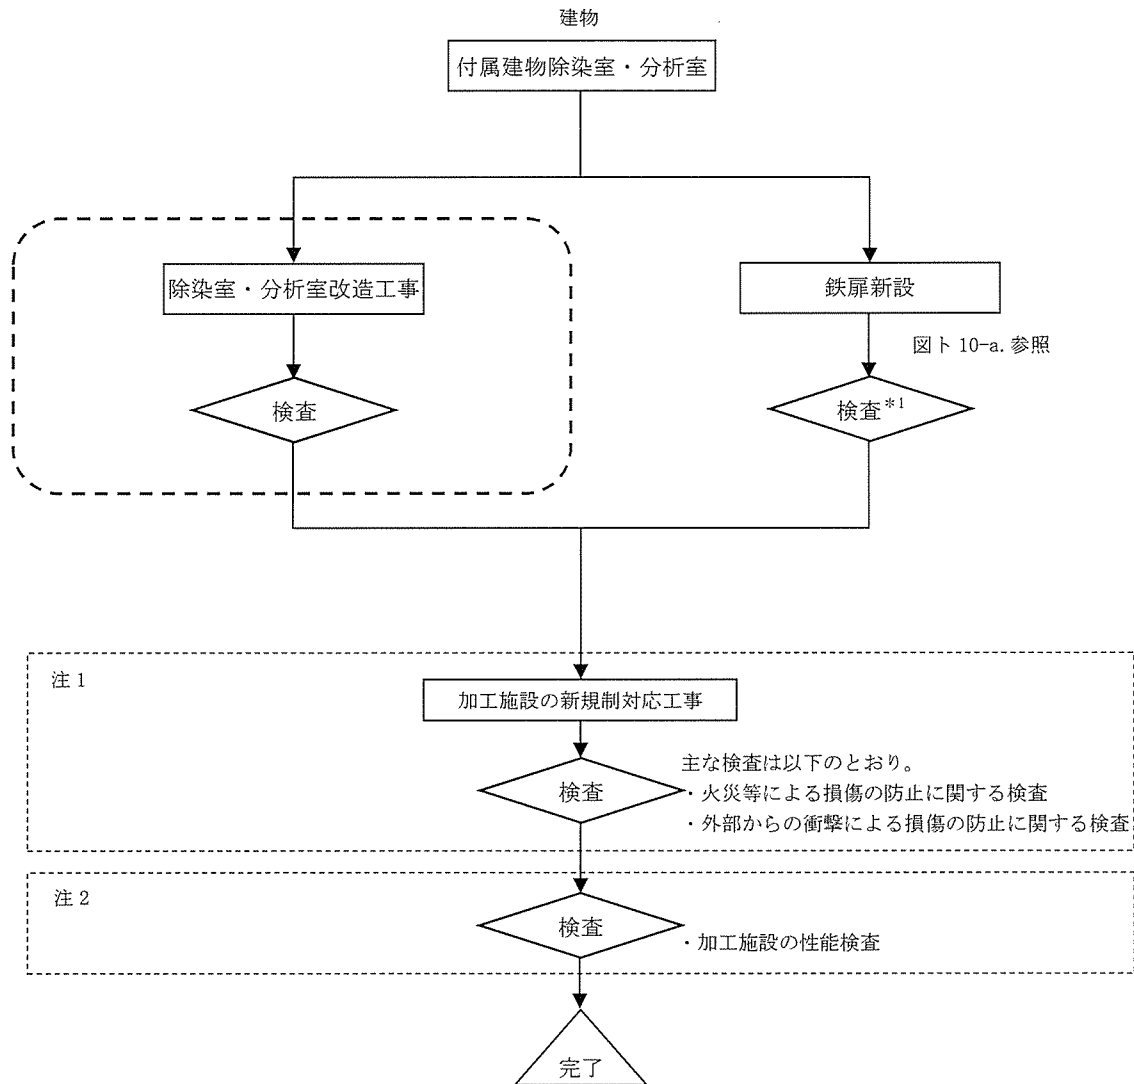 建物
付属建物除染室・分析室
除染室・分析室改造工事
鉄扉新設
図ト 10-a.参照
検査
検査*1
注1
加工施設の新規制対応工事
検査
主な検査は以下のとおり。
・火災等による損傷の防止に関する検査
・外部からの衝撃による損傷の防止に関する検査
注2
検査
・加工施設の性能検査
完了